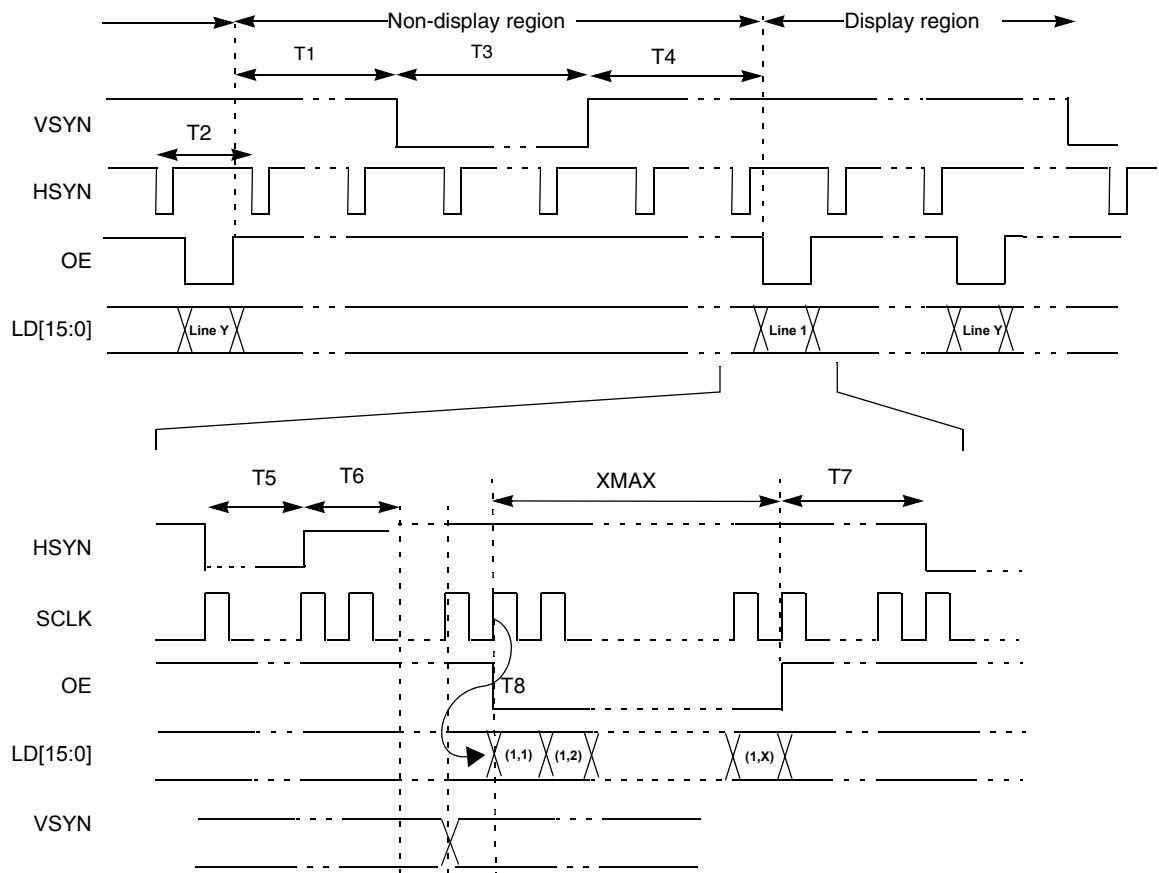 Non-display region
Display region
T1
T3
T4
VSYN
T2
HSYN
OE
LD[15:0]
Line Y
Line 1
Line Y
T5
T6
XMAX
T7
HSYN
SCLK
OE
T8
LD[15:0]
(1,1)
(1,2)
(1,X)
VSYN